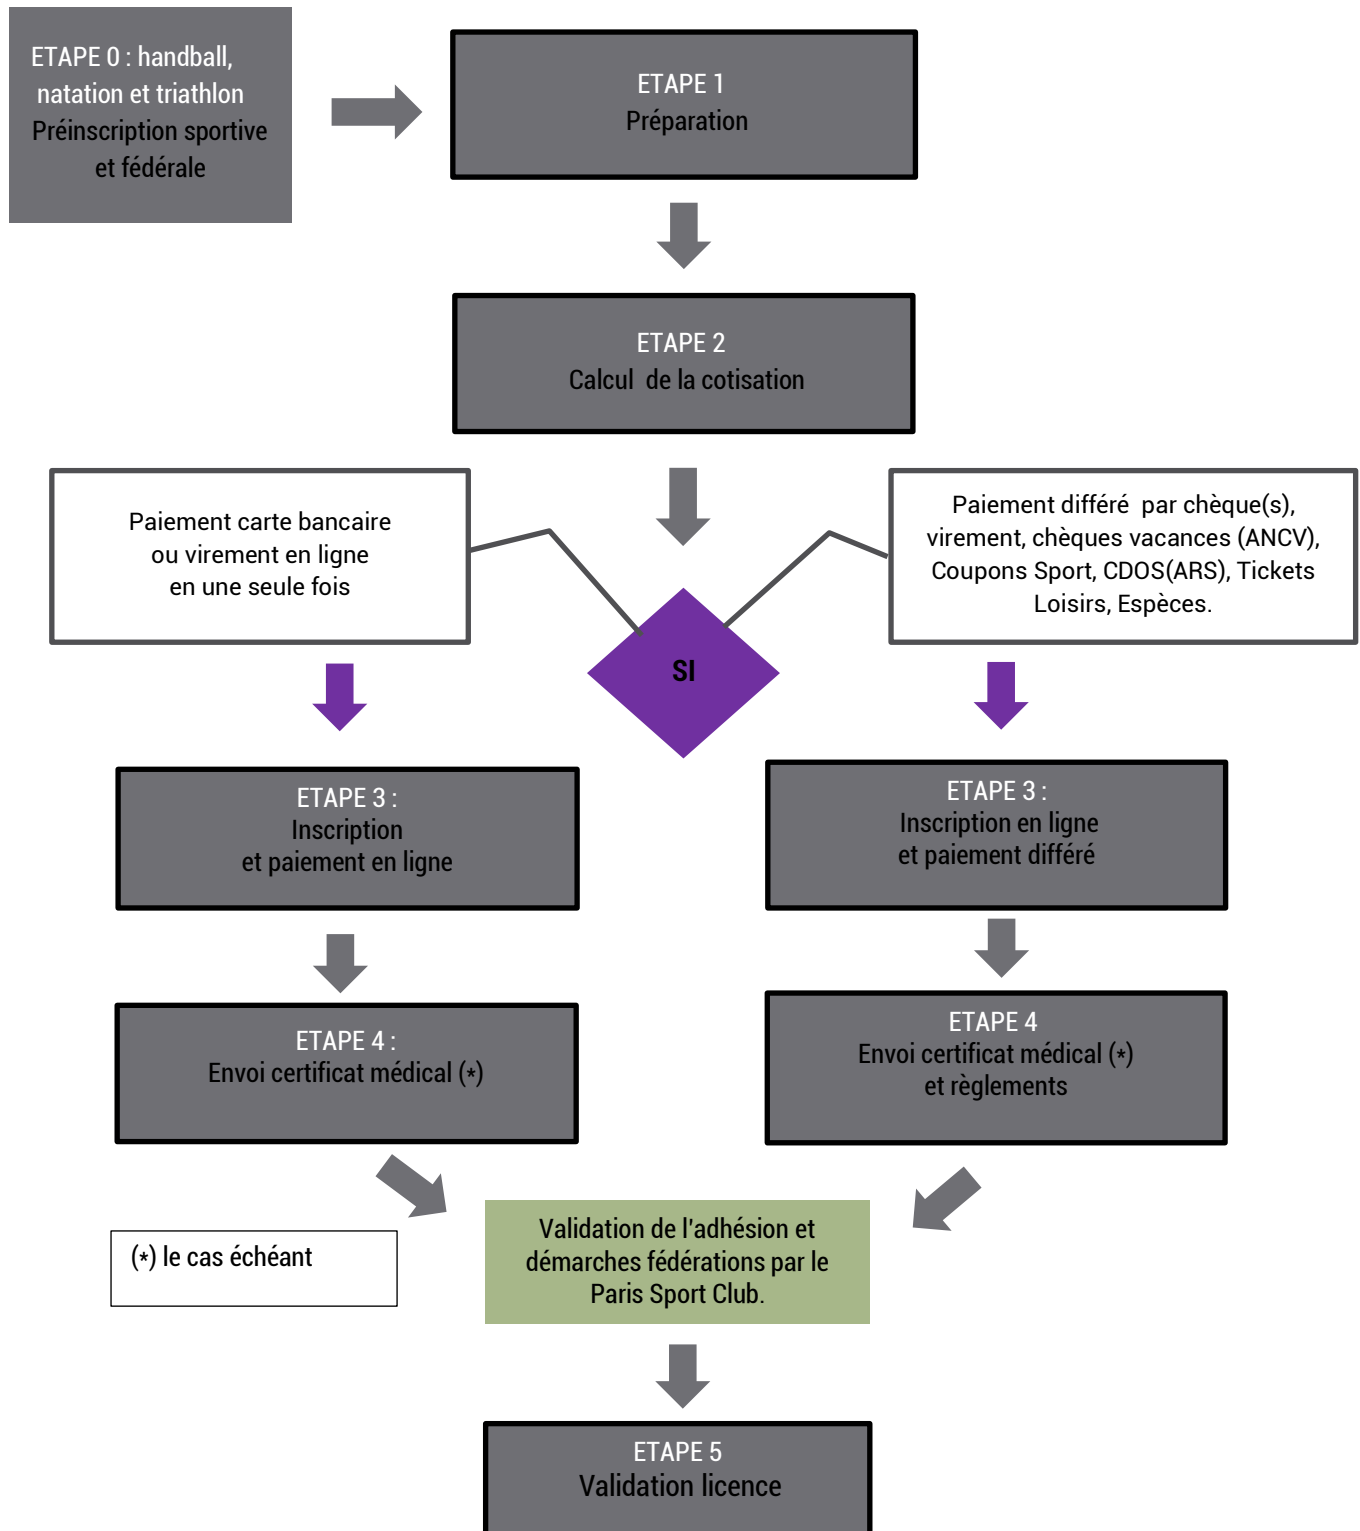 ETAPE 0 : handball,
natation et triathlon
Préinscription sportive
et fédérale
ETAPE 1
Préparation
ETAPE 2
Calcul de la cotisation
Paiement carte bancaire
ou virement en ligne
en une seule fois
Paiement différé par chèque(s),
virement, chèques vacances (ANCV),
Coupons Sport, CDOS(ARS), Tickets
Loisirs, Espèces.
SI
ETAPE 3 :
Inscription
et paiement en ligne
ETAPE 3 :
Inscription en ligne
et paiement différé
ETAPE 4 :
Envoi certificat médical (*)
ETAPE 4
Envoi certificat médical (*)
et règlements
(*) le cas échéant
Validation de l'adhésion et
démarches fédérations par le
Paris Sport Club.
ETAPE 5
Validation licence